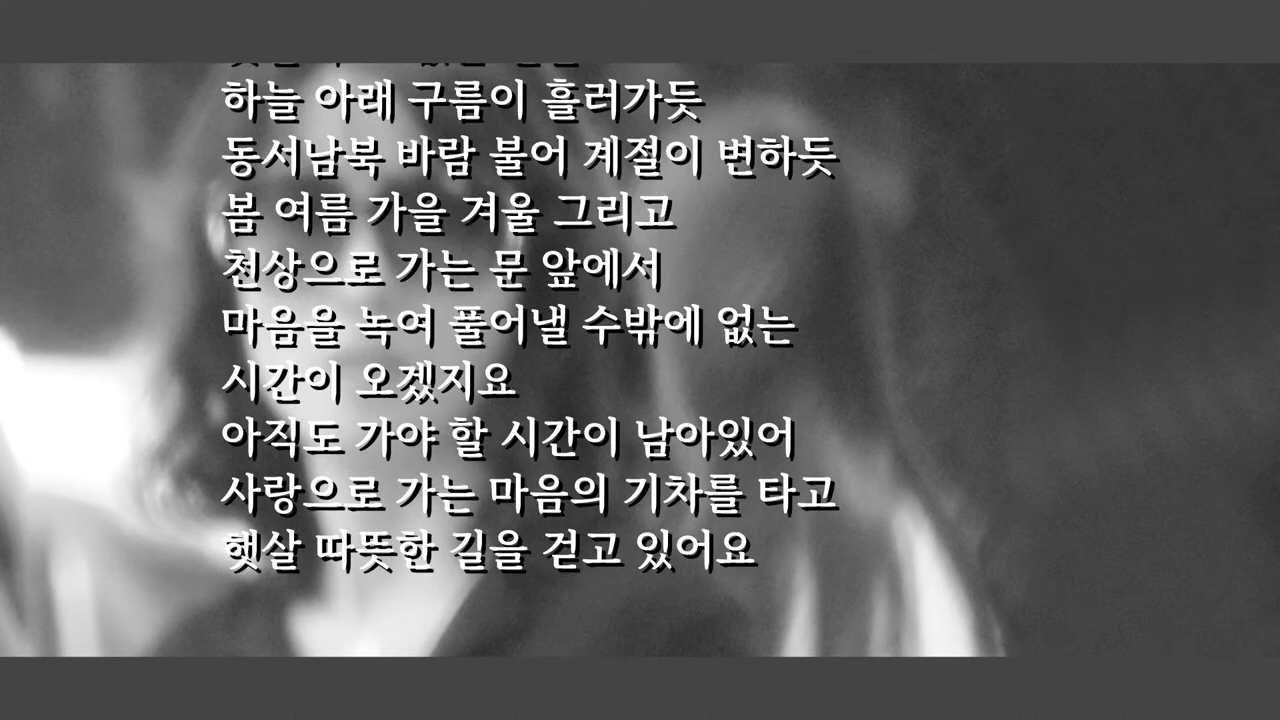 하늘 아래 구름이 흘러가듯
동서남북 바람 불어 계절이 변하듯
봄 여름 가을 겨울 그리고
천상으로 가는 문 앞에서
마음을 녹여 풀어낼 수밖에 없는
시간이 오겠지요
아직도 가야 할 시간이 남아있어
사랑으로 가는 마음의 기차를 타고
햇살 따뜻한 길을 걷고 있어요